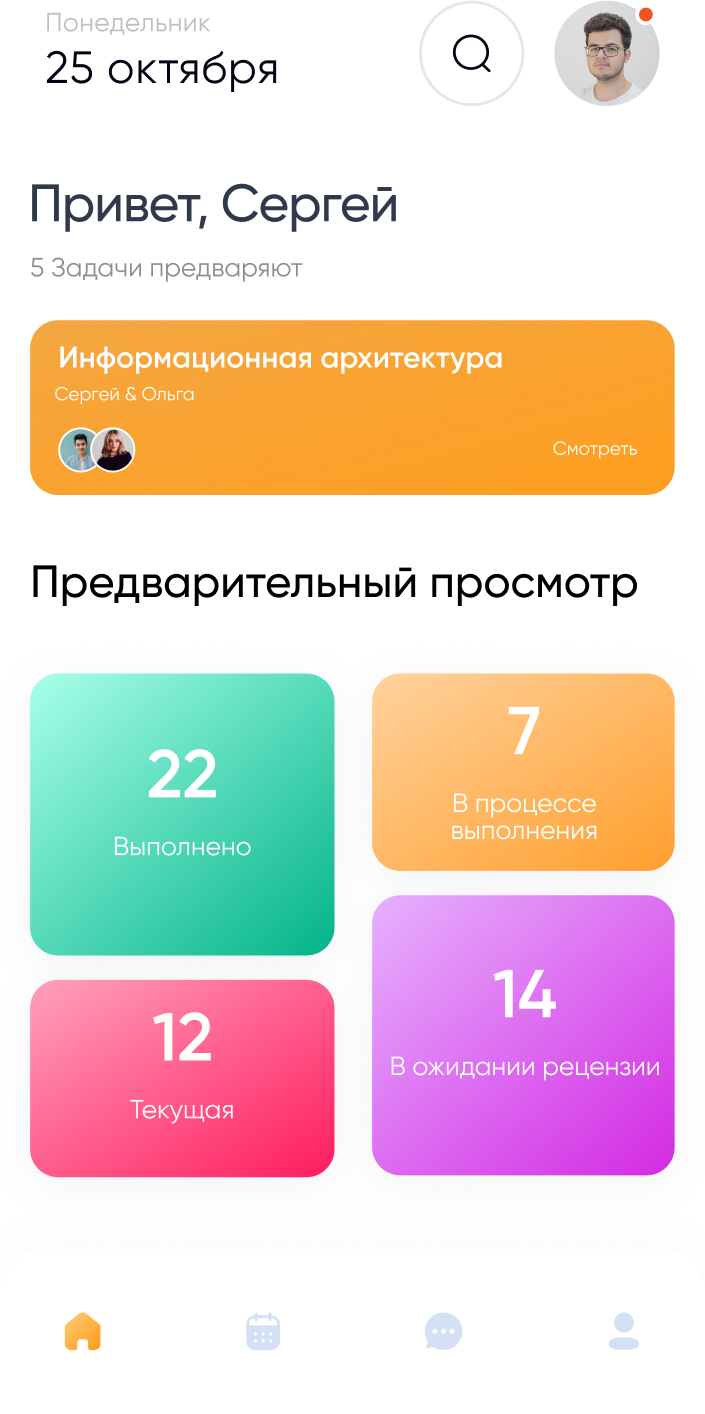 Понедельник
25 октября
Привет, Сергей
5 Задачи предваряют
Информационная архитектура
Сергей & Ольга
Смотреть
Предварительный просмотр
22
Выполнено
7
В процессе
выполнения
12
Текущая
14
В ожидании рецензии